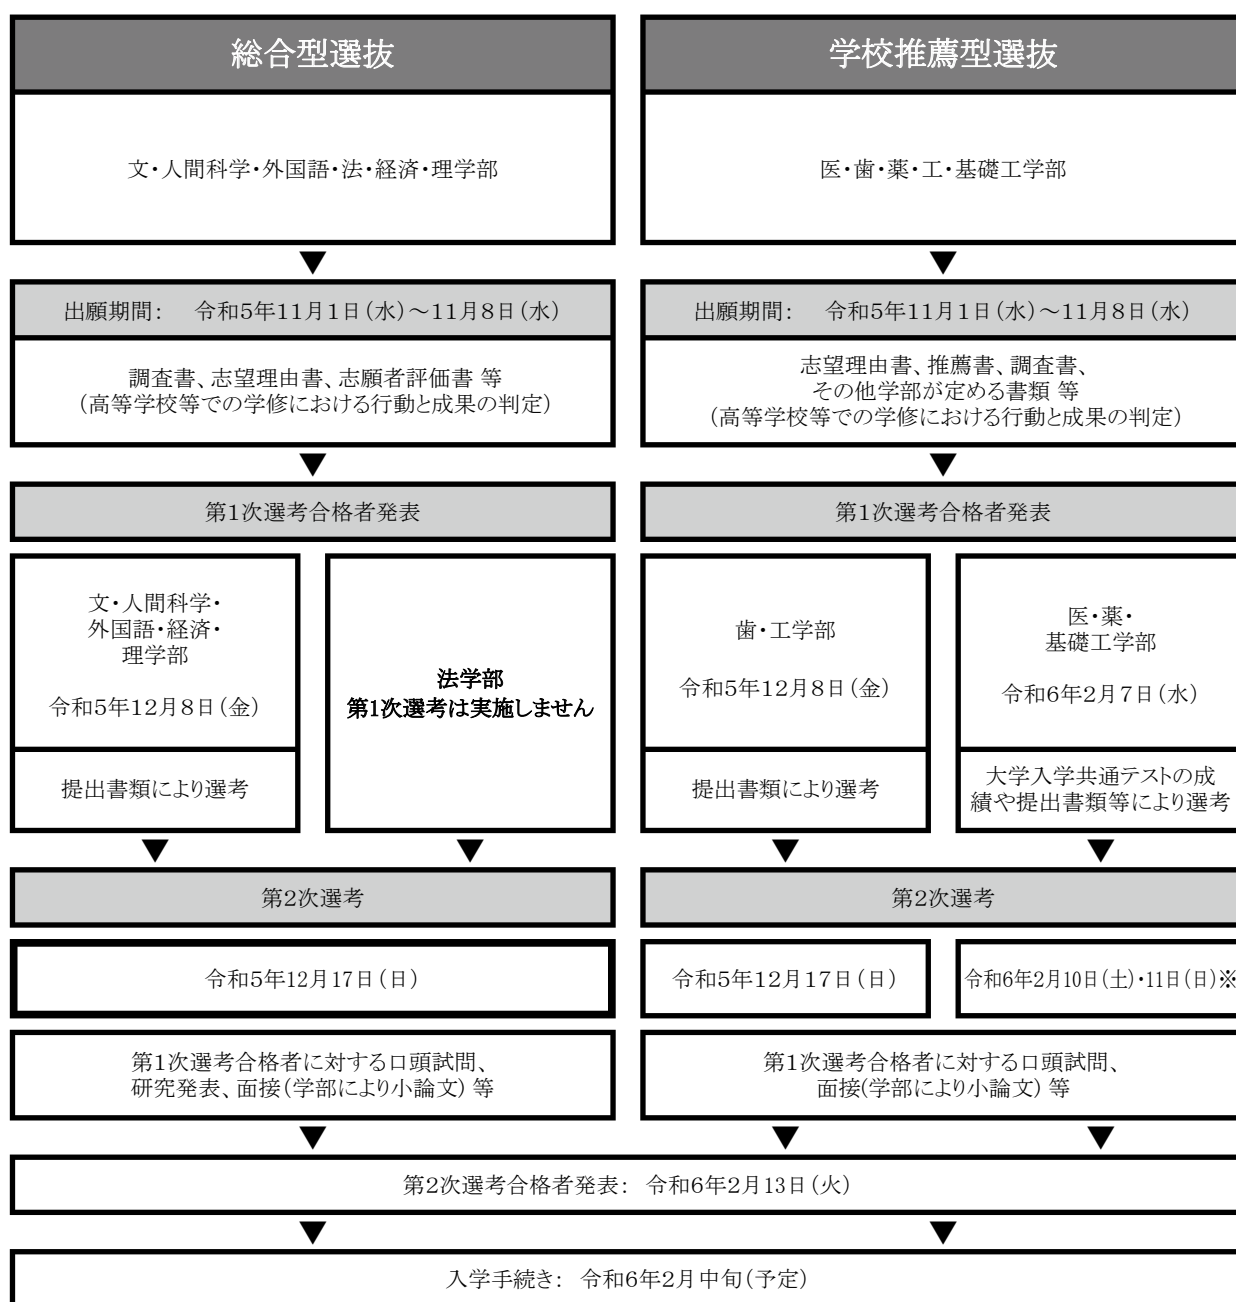 総合型選抜
文・人間科学・外国語・法・経済・理学部
出願期間： 令和5年11月1日(水)～11月8日(水)
調査書、志望理由書、志願者評価書 等
(高等学校等での学修における行動と成果の判定)
第1次選考合格者発表
文・人間科学・
外国語・経済・
理学部
令和5年12月8日(金)
提出書類により選考
法学部
第1次選考は実施しません
第2次選考
令和5年12月17日(日)
第1次選考合格者に対する口頭試問、
研究発表、面接(学部により小論文) 等
学校推薦型選抜
医・歯・薬・工・基礎工学部
出願期間： 令和5年11月1日(水)～11月8日(水)
志望理由書、推薦書、調査書、
その他学部が定める書類 等
(高等学校等での学修における行動と成果の判定)
第1次選考合格者発表
歯・工学部
令和5年12月8日(金)
提出書類により選考
医・薬・
基礎工学部
令和6年2月7日(水)
大学入学共通テストの成
績や提出書類等により選考
第2次選考
令和5年12月17日(日)
令和6年2月10日(土)・11日(日)※
第1次選考合格者に対する口頭試問、
面接(学部により小論文) 等
第2次選考合格者発表： 令和6年2月13日(火)
入学手続き： 令和6年2月中旬(予定)